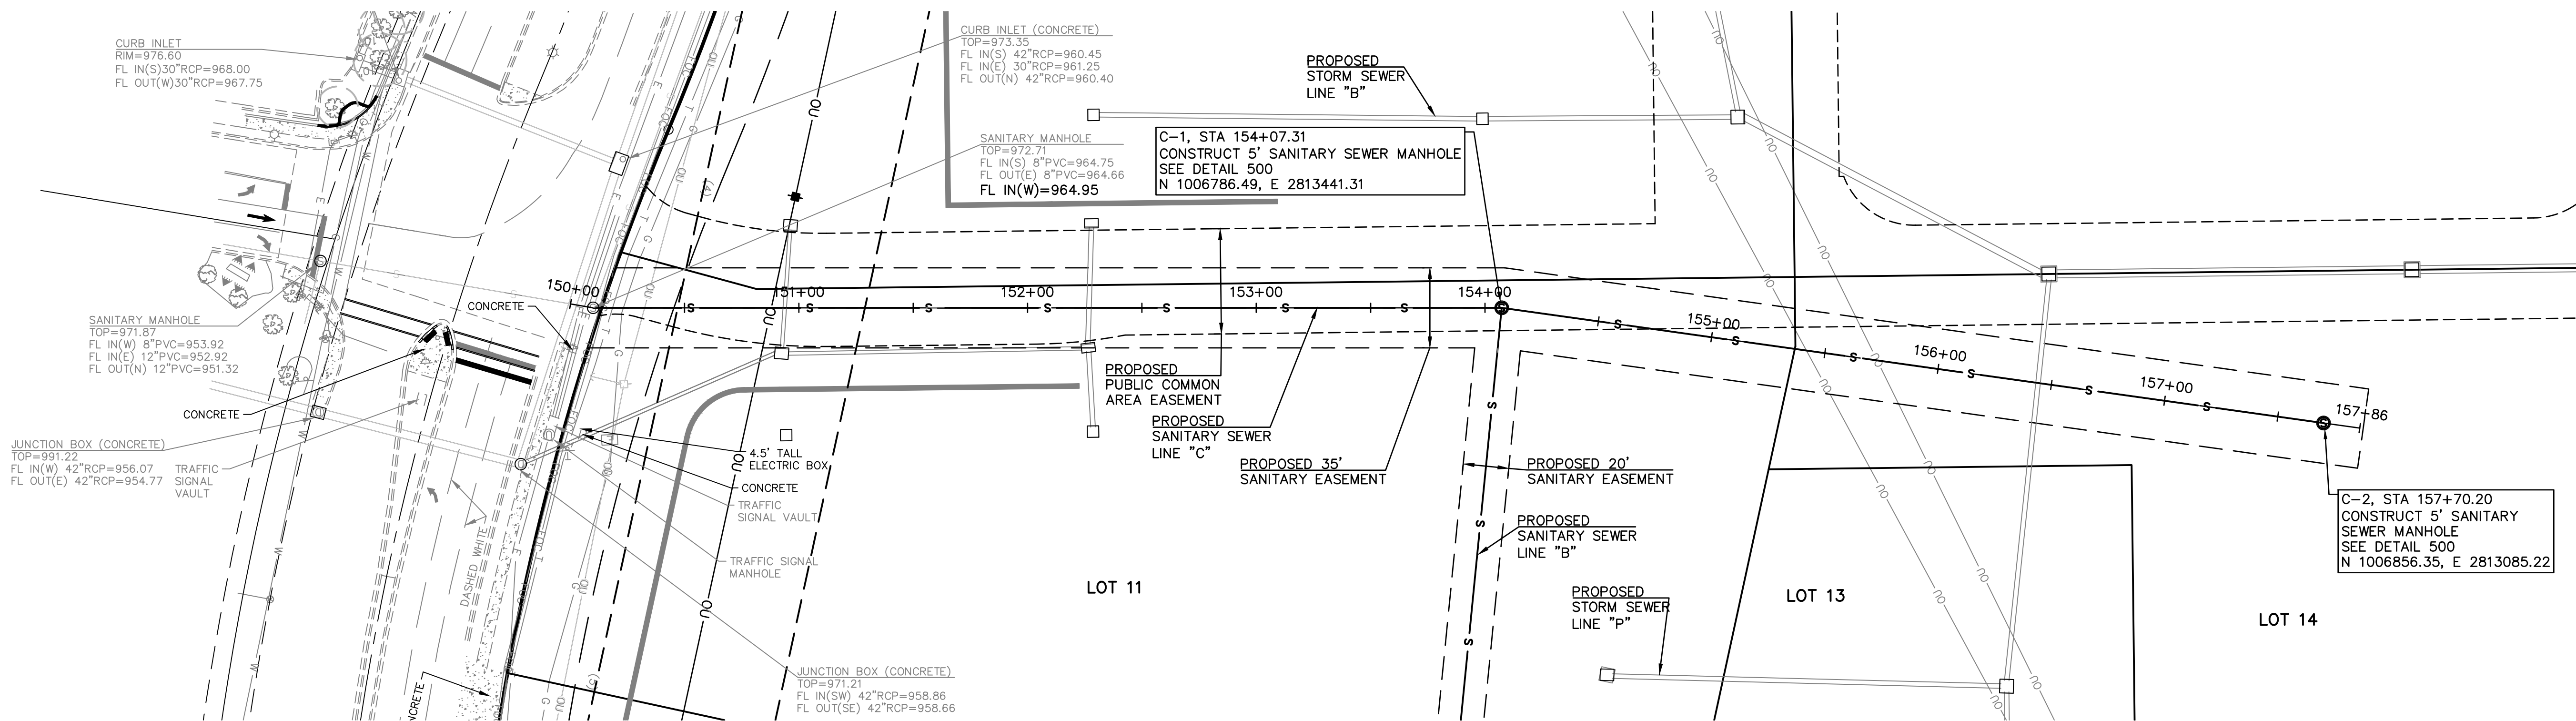 CURB INLET
RIM=976.60
FL IN(S)30"RCP=968.00
FL OUT(W)30"RCP=967.75
CURB INLET (CONCRETE)
TOP=973.35
FL IN(S) 42"RCP=960.45
FL IN(E) 30"RCP=961.25
FL OUT(N) 42"RCP=960.40
SANITARY MANHOLE
TOP=972.71
FL IN(S) 8"PVC=964.75
FL OUT(E) 8"PVC=964.66
FL IN(W)=964.95
PROPOSED
STORM SEWER
LINE "B"
C-1, STA 154+07.31
CONSTRUCT 5' SANITARY SEWER MANHOLE
SEE DETAIL 500
N 1006786.49, E 2813441.31
150+00
151+00
152+00
153+00
154+00
155+00
156+00
157+00
157+86
CONCRETE
SANITARY MANHOLE
TOP=971.87
FL IN(W) 8"PVC=953.92
FL IN(E) 12"PVC=952.92
FL OUT(N) 12"PVC=951.32
CONCRETE
JUNCTION BOX (CONCRETE)
TOP=991.22
FL IN(W) 42"RCP=956.07
FL OUT(E) 42"RCP=954.77
TRAFFIC
SIGNAL
VAULT
DASHED WHITE
4.5' TALL
ELECTRIC BOX
CONCRETE
TRAFFIC
SIGNAL VAULT
TRAFFIC SIGNAL
MANHOLE
JUNCTION BOX (CONCRETE)
TOP=971.21
FL IN(SW) 42"RCP=958.86
FL OUT(SE) 42"RCP=958.66
PROPOSED
PUBLIC COMMON
AREA EASEMENT
PROPOSED
SANITARY SEWER
LINE "C"
PROPOSED 35'
SANITARY EASEMENT
PROPOSED 20'
SANITARY EASEMENT
PROPOSED
SANITARY SEWER
LINE "B"
LOT 11
PROPOSED
STORM SEWER
LINE "P"
LOT 13
LOT 14
C-2, STA 157+70.20
CONSTRUCT 5' SANITARY
SEWER MANHOLE
SEE DETAIL 500
N 1006856.35, E 2813085.22